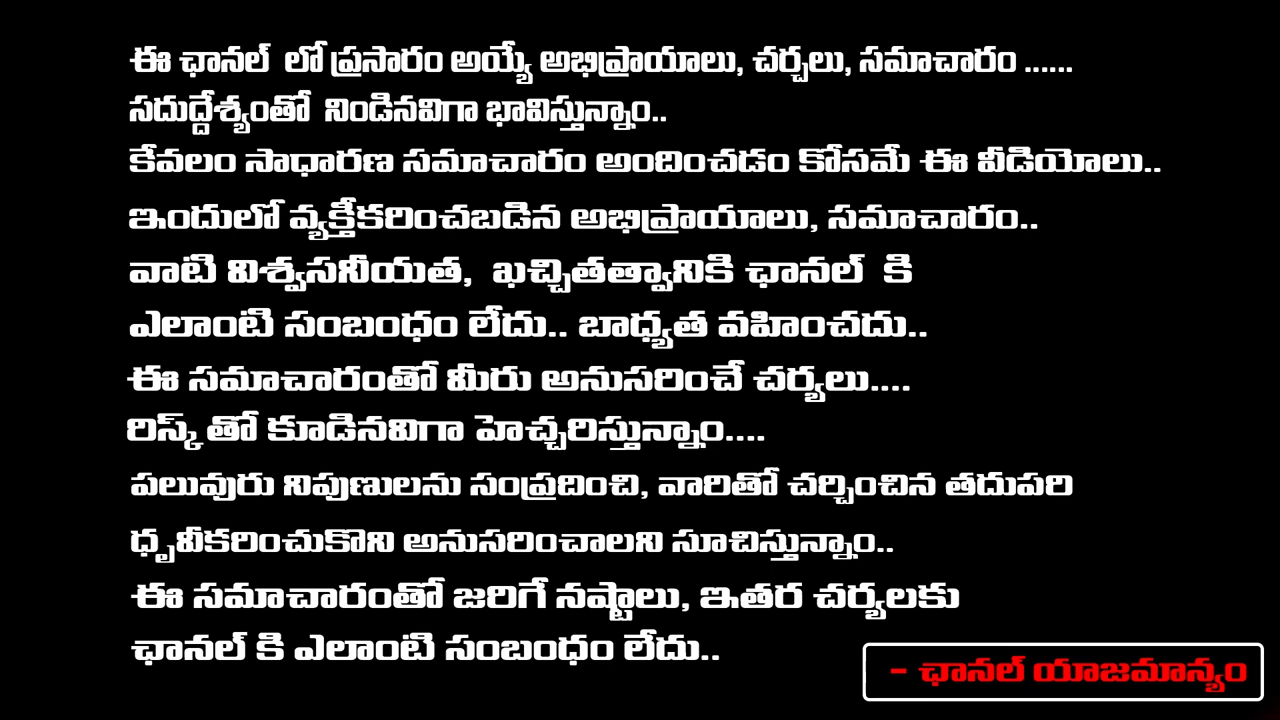 ఈ ఛానల్ లో ప్రసారం అయ్యే అభిప్రాయాలు, చర్చలు, సమాచారం ......
సదుద్దేశ్యంతో నిండినవిగా భావిస్తున్నాం..
కేవలం సాధారణ సమాచారం అందించడం కోసమే ఈ వీడియోలు..
ఇందులో వ్యక్తీకరించబడిన అభిప్రాయాలు, సమాచారం..
వాటి విశ్వసనీయత, ఖచ్చితత్వానికి ఛానల్ కి
ఎలాంటి సంబంధం లేదు.. బాధ్యత వహించదు..
ఈ సమాచారంతో మీరు అనుసరించే చర్యలు....
రిస్క్ తో కూడినవిగా హెచ్చరిస్తున్నాం....
పలువురు నిపుణులను సంప్రదించి, వారితో చర్చించిన తదుపరి
ధృవీకరించుకొని అనుసరించాలని సూచిస్తున్నాం..
ఈ సమాచారంతో జరిగే నష్టాలు, ఇతర చర్యలకు
ఛానల్ కి ఎలాంటి సంబంధం లేదు..
- ఛానల్ యాజమాన్యం